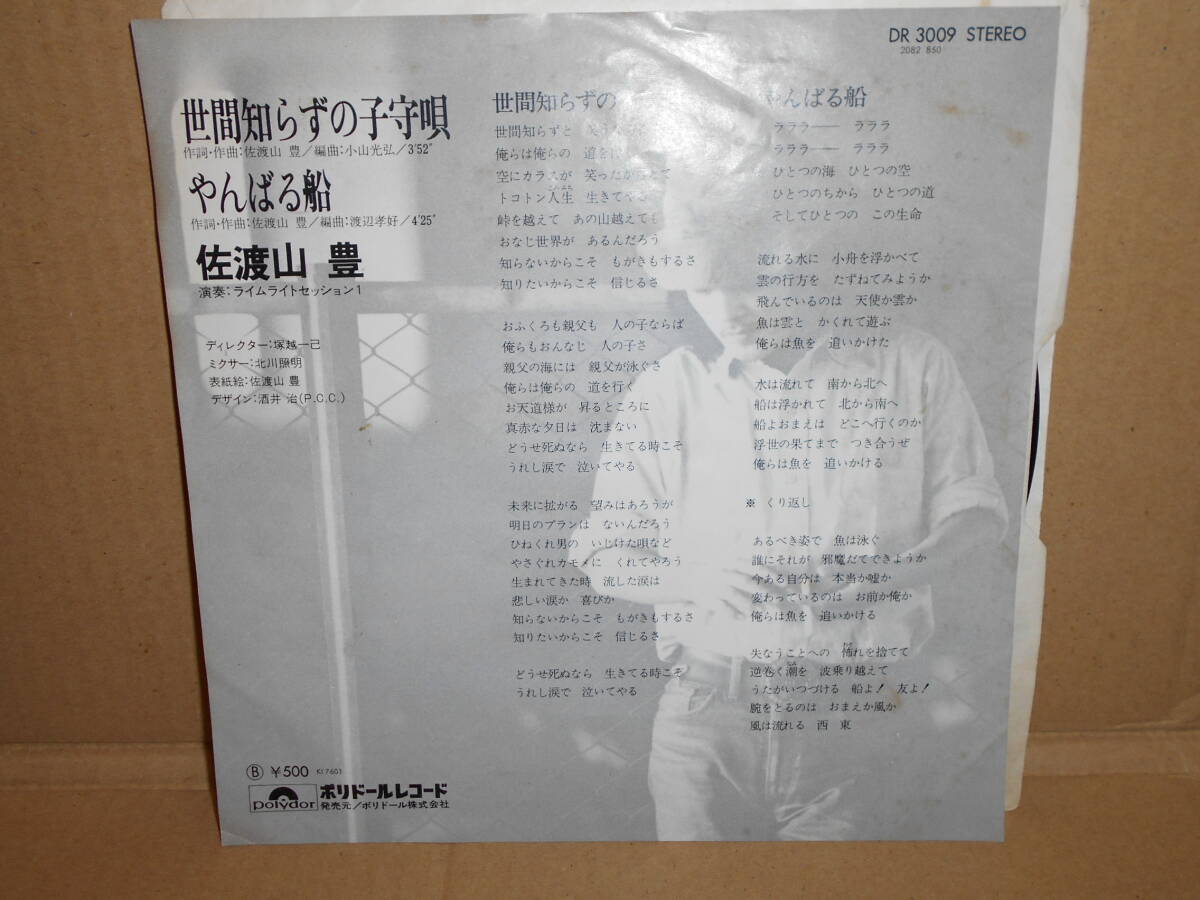 DR 3009 STEREO
2082 850
世間知らずの子守唄
作詞・作曲:佐渡山 豊/編曲:小山光弘/3′52″
やんばる船
作詞・作曲:佐渡山 豊/編曲:渡辺孝好/4′25″
佐渡山 豊
演奏:ライムライトセッション1
ディレクター:塚越一己
ミクサー:北川照明
表紙絵:佐渡山 豊
デザイン:酒井 治(P.C.C.)
世間知らずの
世間知らずと
俺らは俺らの 道を行
空にカラスが 笑ったか とて
トコトン人生 生きてやさ
峠を越えて あの山越えても
おなじ世界が あるんだろう
知らないからこそ もがきもするさ
知りたいからこそ 信じるさ
おふくろも親父も 人の子ならば
俺らもおんなじ 人の子さ
親父の海には 親父が泳ぐさ
俺らは俺らの 道を行く
お天道様が 昇るところに
真赤な夕日は 沈まない
どうせ死ぬなら 生きてる時こそ
うれし涙で 泣いてやる
未来に拡がる 望みはあろうが
明日のプランは ないんだろう
ひねくれ男の いじけた唄など
やさぐれカモメに くれてやろう
生まれてきた時 流した涙は
悲しい涙か 喜びか
知らないからこそ もがきもするさ
知りたいからこそ 信じるさ
どうせ死ぬなら 生きてる時こそ
うれし涙で 泣いてやる
やんばる船
ラララ—— ラララ
ラララ—— ラララ
ひとつの海 ひとつの空
ひとつのちから ひとつの道
そしてひとつの この生命
流れる水に 小舟を浮かべて
雲の行方を たずねてみようか
飛んでいるのは 天使か雲か
魚は雲と かくれて遊ぶ
俺らは魚を 追いかけた
水は流れて 南から北へ
船は浮かれて 北から南へ
船よおまえは どこへ行くのか
浮世の果てまで つき合うぜ
俺らは魚を 追いかける
※ くり返し
あるべき姿で 魚は泳ぐ
誰にそれが 邪魔だてできようか
今ある自分は 本当か嘘か
変わっているのは お前か俺か
俺らは魚を 追いかける
失なうことへの 怖れを捨てて
逆巻く潮を 波乗り越えて
うたがいつづける 船よ! 友よ!
腕をとるのは おまえか風か
風は流れる 西 東
Ⓑ ¥500 KI7601
polydor ポリドールレコード
発売元/ポリドール株式会社